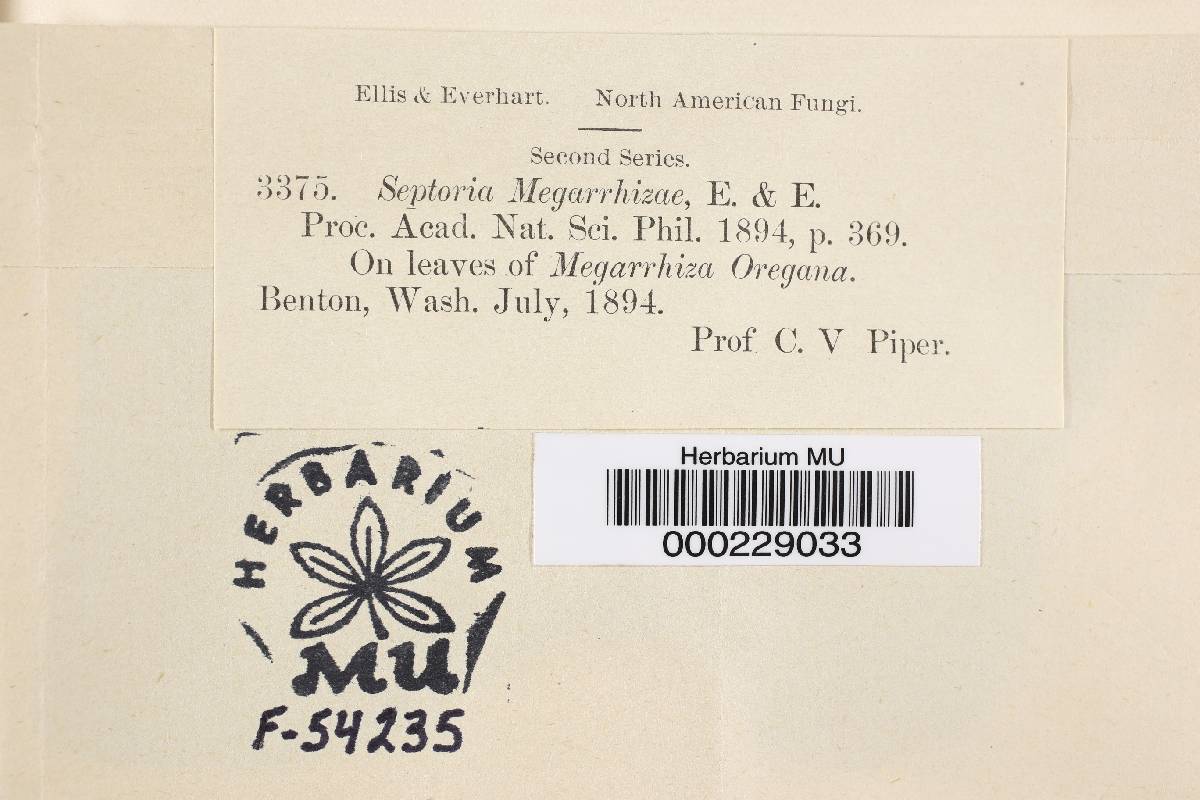 Ellis & Everhart. North American Fungi.
Second Series.
3375. Septoria Megarrhizae, E. & E.
Proc. Acad. Nat. Sci. Phil. 1894, p. 369.
On leaves of Megarrhiza Oregana.
Benton, Wash. July, 1894.
Prof. C. V Piper.
HERBARIUM
MU
F-54235
Herbarium MU
000229033